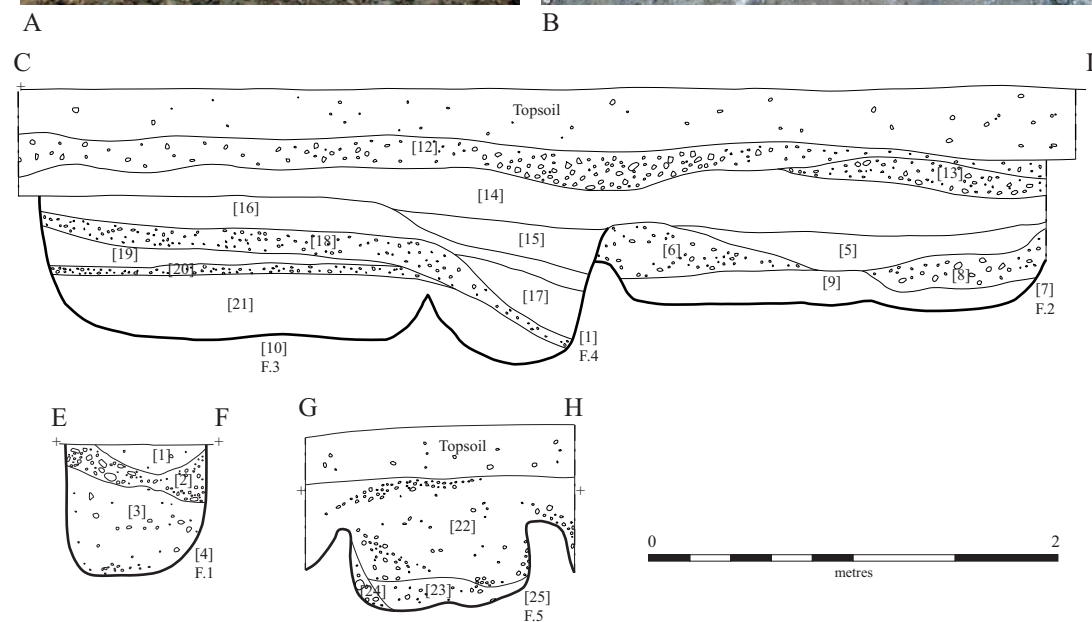 A
B
C
Topsoil
[12]
[13]
[14]
[16]
[15]
[5]
[18]
[6]
[19]
[20]
[8]
[9]
[21]
[17]
[7]
F.2
[1]
F.4
[10]
F.3
E
F
G
H
[1]
Topsoil
[2]
[3]
[22]
[4]
F.1
[24]
[23]
[25]
F.5
0
2
metres